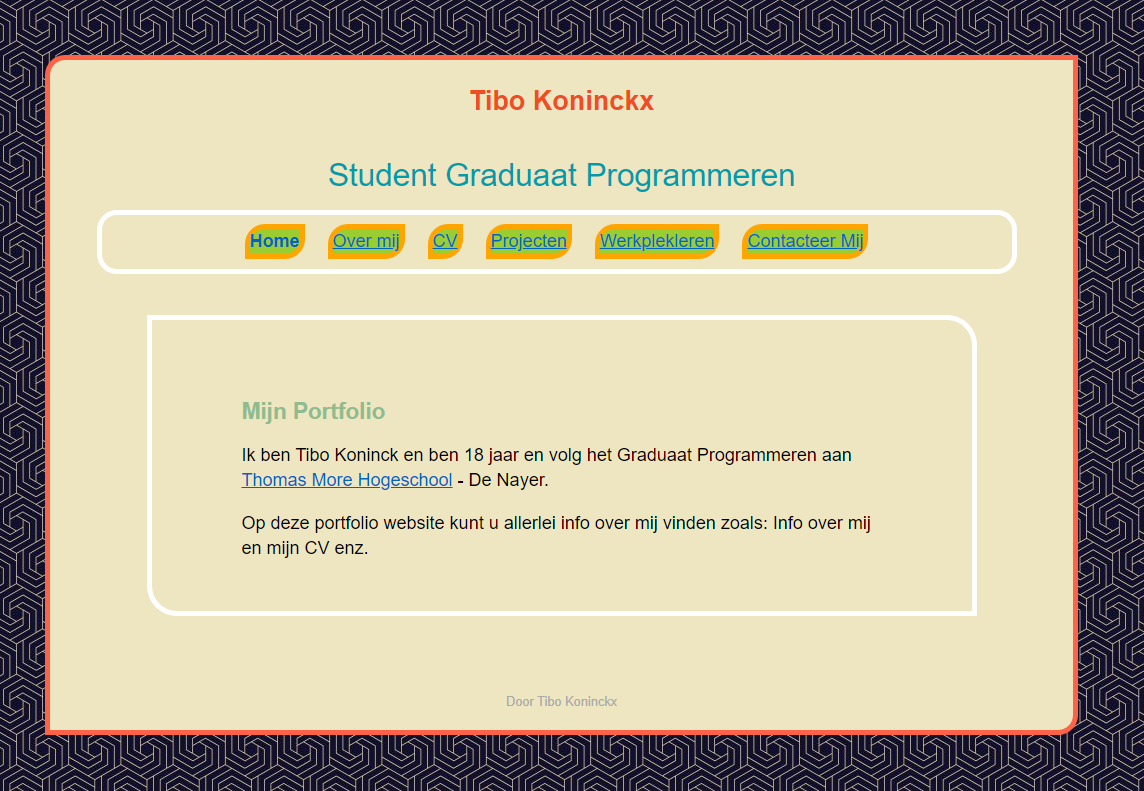 Tibo Koninckx
Student Graduaat Programmeren
Home Over mij CV Projecten Werkplekleren Contacteer Mij
Mijn Portfolio
Ik ben Tibo Koninck en ben 18 jaar en volg het Graduaat Programmeren aan
Thomas More Hogeschool - De Nayer.
Op deze portfolio website kunt u allerlei info over mij vinden zoals: Info over mij
en mijn CV enz.
Door Tibo Koninckx